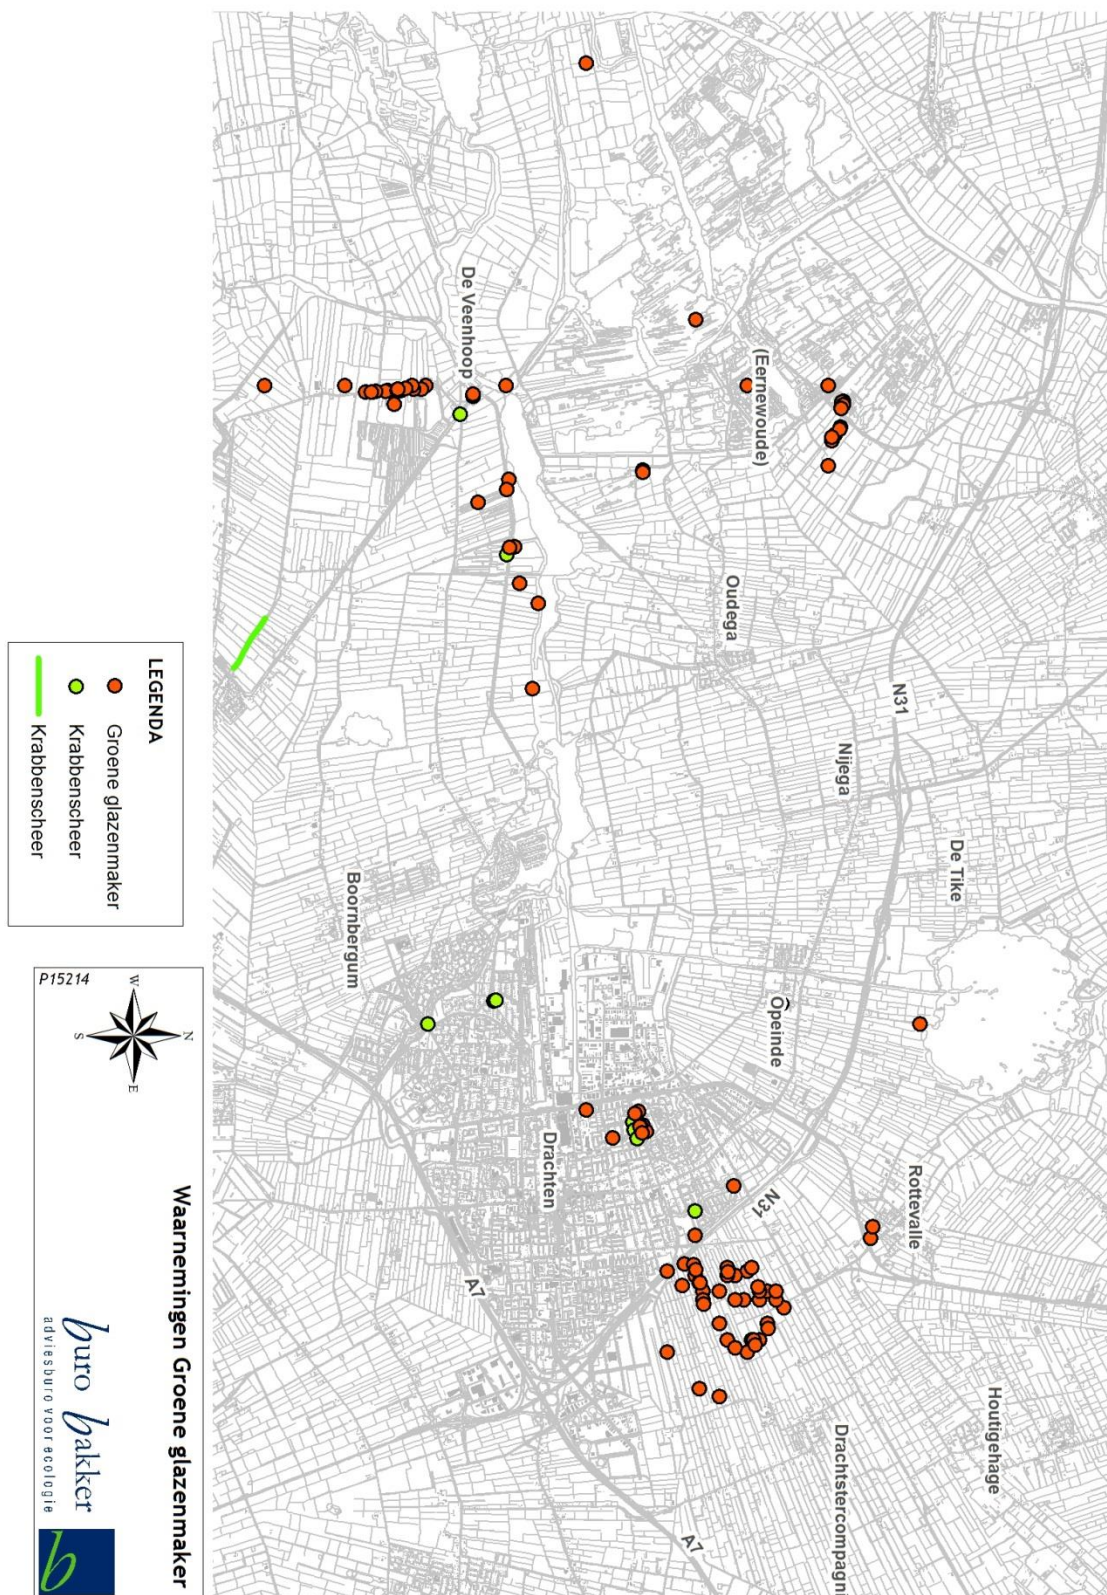 De Veenhoop
(Eernewoude)
Oudega
N31
Nijega
De Tike
Boornbergum
Opeinde
Drachten
N31
Rottevalle
A7
Houtigehage
Drachtstercompagni
A7
LEGENDA
Groene glazenmaker
Krabbenscheer
Krabbenscheer
P15214
N
W
E
S
Waarnemingen Groene glazenmaker
buro bakker
adviesburo voor ecologie
b